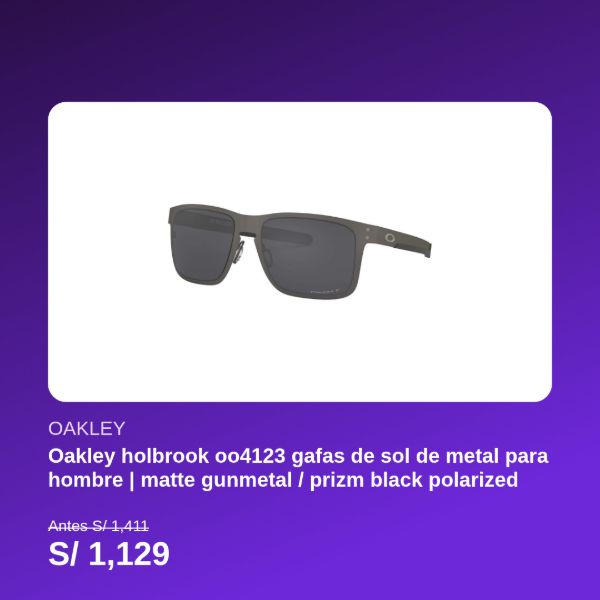 OAKLEY
Oakley holbrook oo4123 gafas de sol de metal para
hombre | matte gunmetal / prizm black polarized
Antes S/ 1,411
S/ 1,129